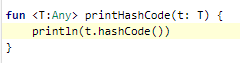 fun <T:Any> printHashCode(t: T) {
    println(t.hashCode())
}